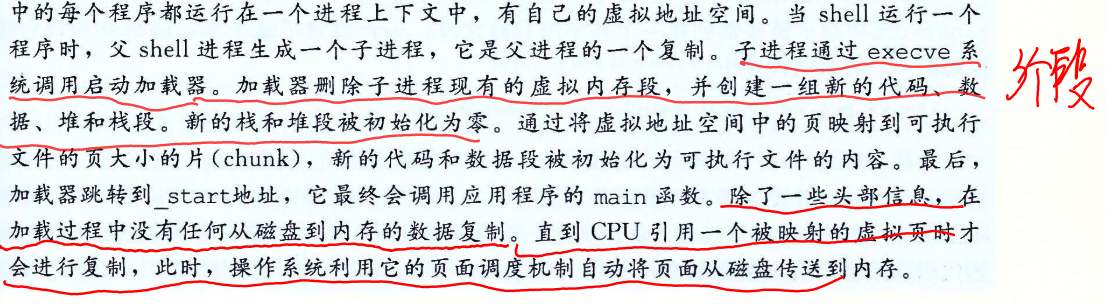 中的每个程序都运行在一个进程上下文中，有自己的虚拟地址空间。当 shell 运行一个
程序时，父 shell 进程生成一个子进程，它是父进程的一个复制。子进程通过 execve 系
统调用启动加载器。加载器删除子进程现有的虚拟内存段，并创建一组新的代码、数
据、堆和栈段。新的栈和堆段被初始化为零。通过将虚拟地址空间中的页映射到可执行
文件的页大小的片(chunk)，新的代码和数据段被初始化为可执行文件的内容。最后，
加载器跳转到_start地址，它最终会调用应用程序的 main 函数。除了一些头部信息，在
加载过程中没有任何从磁盘到内存的数据复制。直到 CPU 引用一个被映射的虚拟页时才
会进行复制，此时，操作系统利用它的页面调度机制自动将页面从磁盘传送到内存。